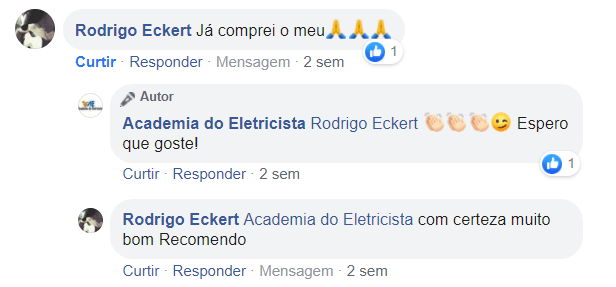 Rodrigo Eckert Já comprei o meu🙏🙏🙏
1
Curtir · Responder · Mensagem · 2 sem
Autor
Academia do Eletricista Rodrigo Eckert 👏🏻👏🏻👏🏻😉 Espero
que goste!
1
Curtir · Responder · 2 sem
Rodrigo Eckert Academia do Eletricista com certeza muito
bom Recomendo
Curtir · Responder · Mensagem · 2 sem